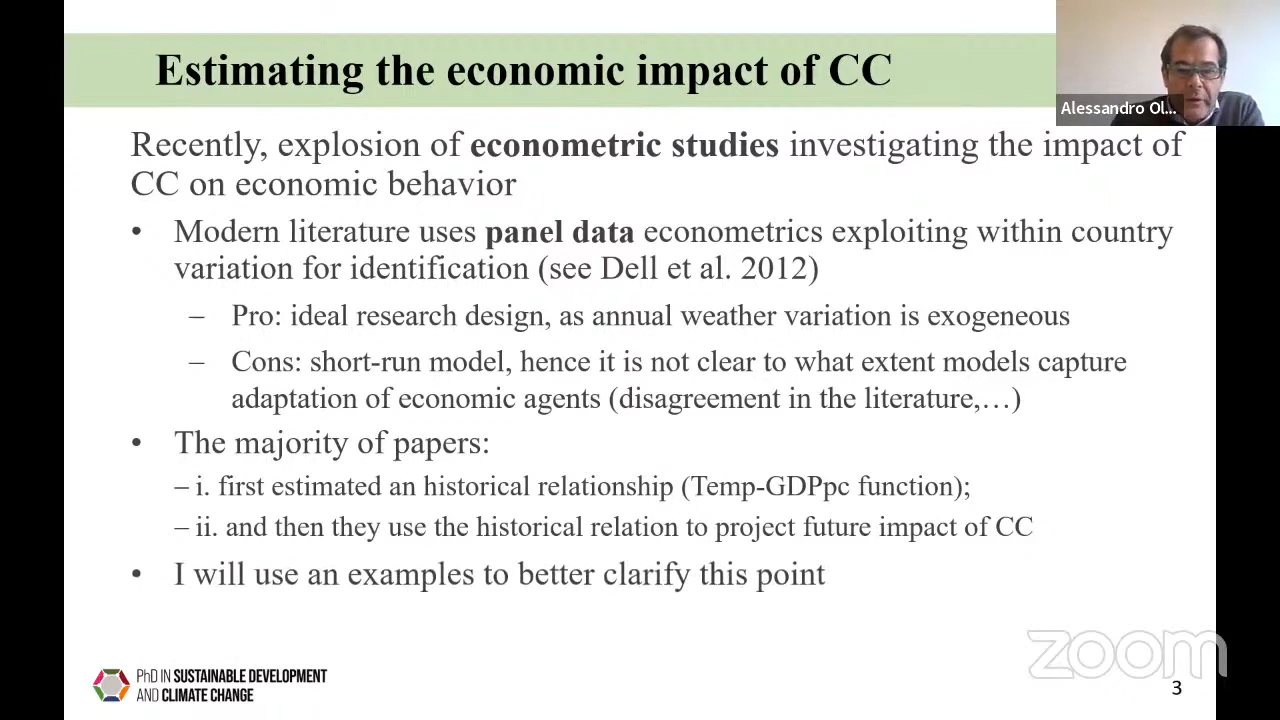 Estimating the economic impact of CC
Alessandro Ol...
Recently, explosion of econometric studies investigating the impact of
CC on economic behavior
• Modern literature uses panel data econometrics exploiting within country
variation for identification (see Dell et al. 2012)
– Pro: ideal research design, as annual weather variation is exogeneous
– Cons: short-run model, hence it is not clear to what extent models capture
adaptation of economic agents (disagreement in the literature,…)
• The majority of papers:
– i. first estimated an historical relationship (Temp-GDPpc function);
– ii. and then they use the historical relation to project future impact of CC
• I will use an examples to better clarify this point
zoom
PhD IN SUSTAINABLE DEVELOPMENT
AND CLIMATE CHANGE
3